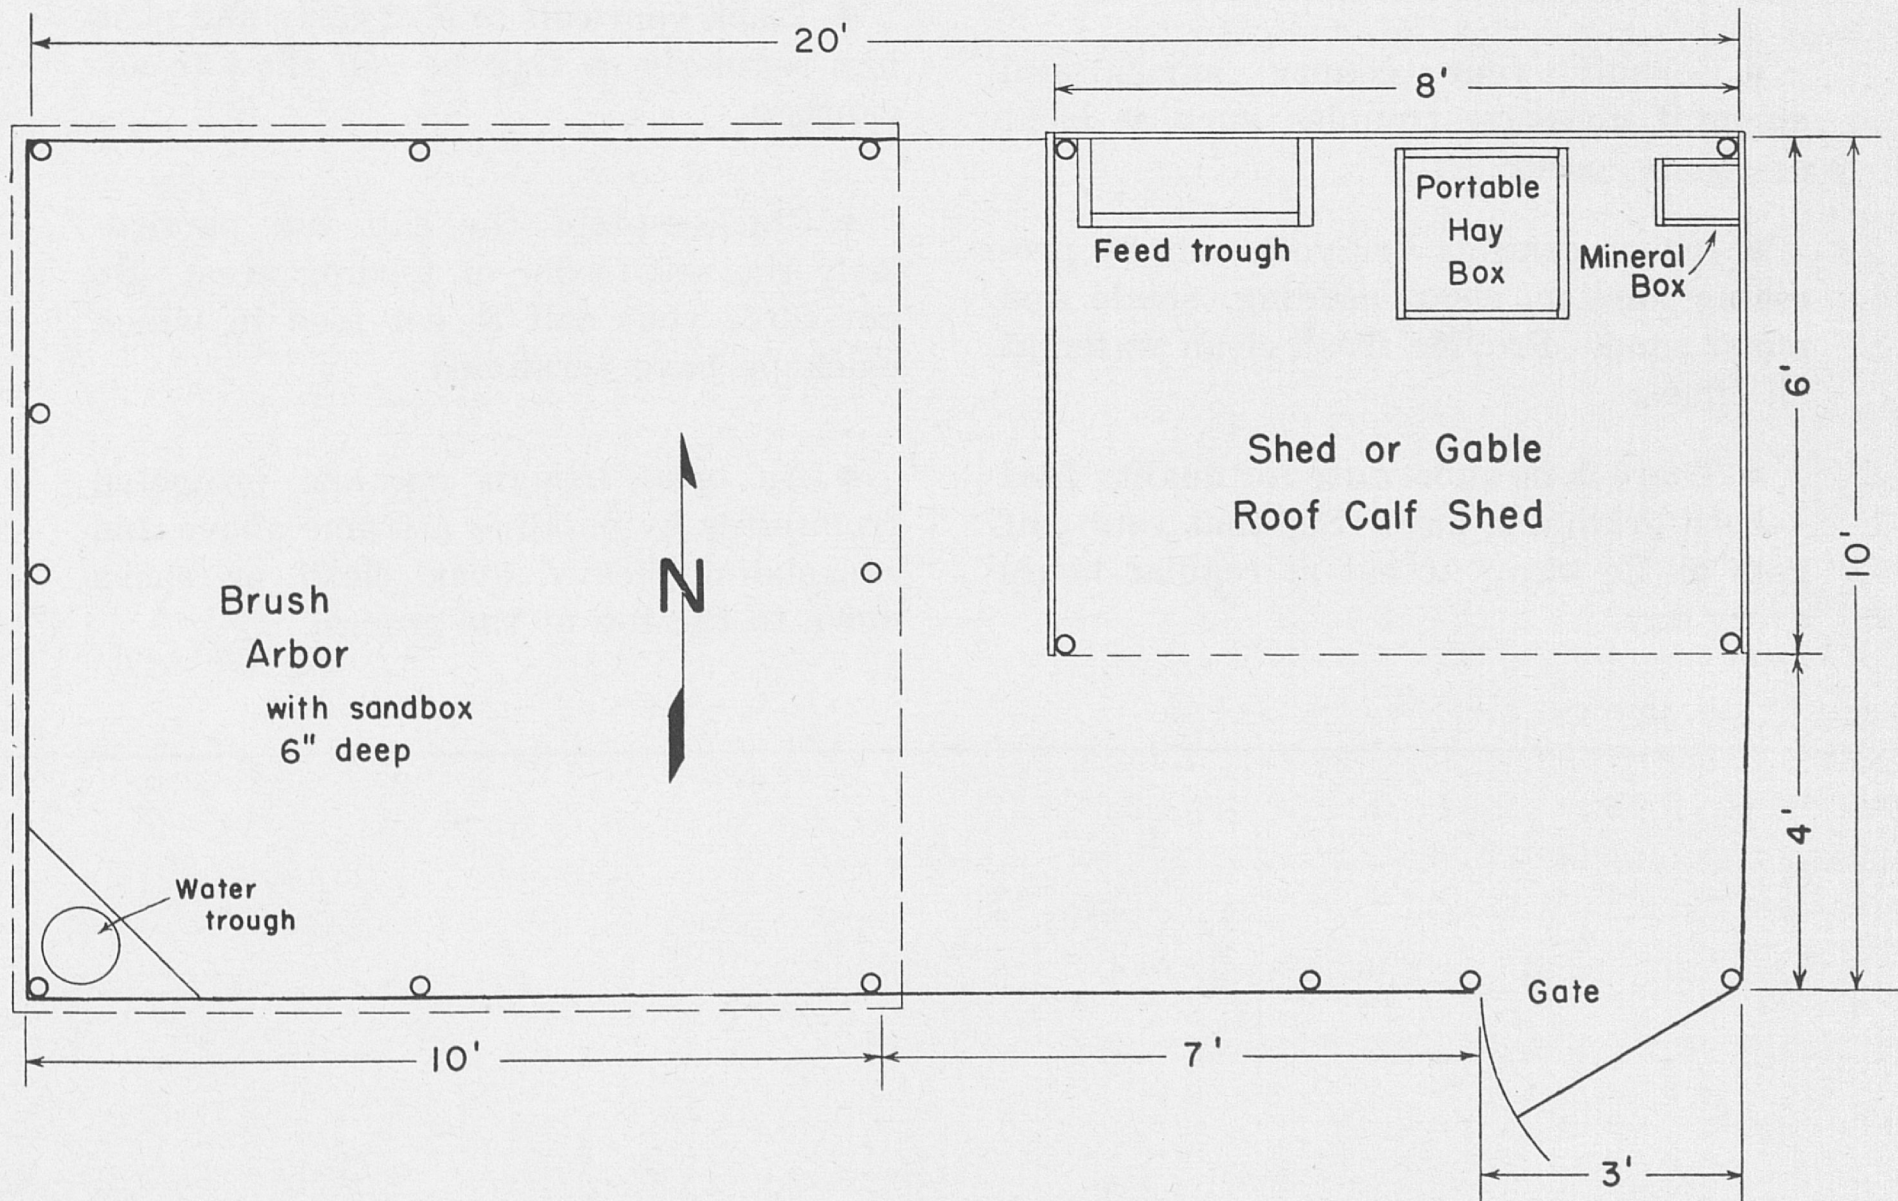 20'
8'
Portable
Hay
Box
Feed trough
Mineral
Box
6'
Shed or Gable
Roof Calf Shed
10'
N
Brush
Arbor
with sandbox
6" deep
4'
Water
trough
Gate
10'
7'
3'